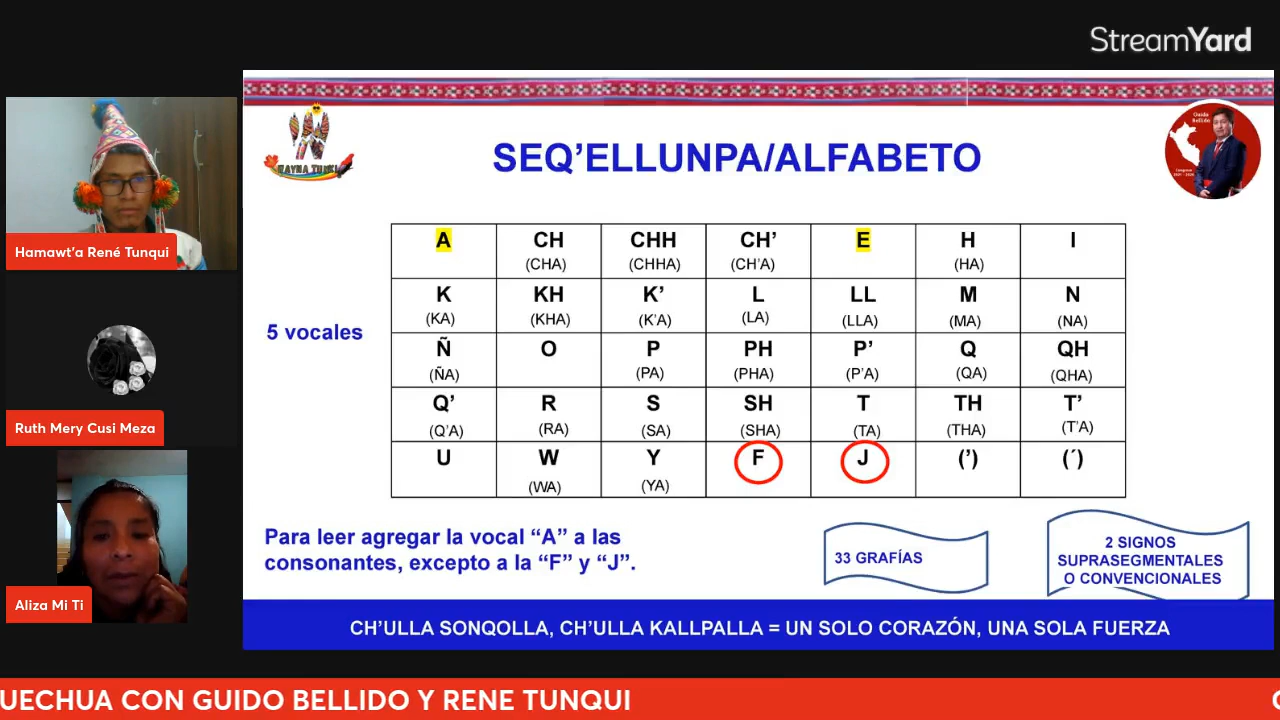 StreamYard
Hamawt'a René Tunqui
Ruth Mery Cusi Meza
Aliza Mi Ti
Guido
Bellido
Congreso
SEQ'ELLUNPA/ALFABETO
5 vocales
A CH CHH CH' E H I
(CHA) (CHHA) (CH'A) (HA)
K KH K' L LL M N
(KA) (KHA) (K'A) (LA) (LLA) (MA) (NA)
Ñ O P PH P' Q QH
(ÑA) (PA) (PHA) (P'A) (QA) (QHA)
Q' R S SH T TH T'
(Q'A) (RA) (SA) (SHA) (TA) (THA) (T'A)
U W Y F J (') (´)
(WA) (YA)
Para leer agregar la vocal “A” a las
consonantes, excepto a la “F” y “J”.
33 GRAFÍAS
2 SIGNOS
SUPRASEGMENTALES
O CONVENCIONALES
CH'ULLA SONQOLLA, CH'ULLA KALLPALLA = UN SOLO CORAZÓN, UNA SOLA FUERZA
UECHUA CON GUIDO BELLIDO Y RENE TUNQUI